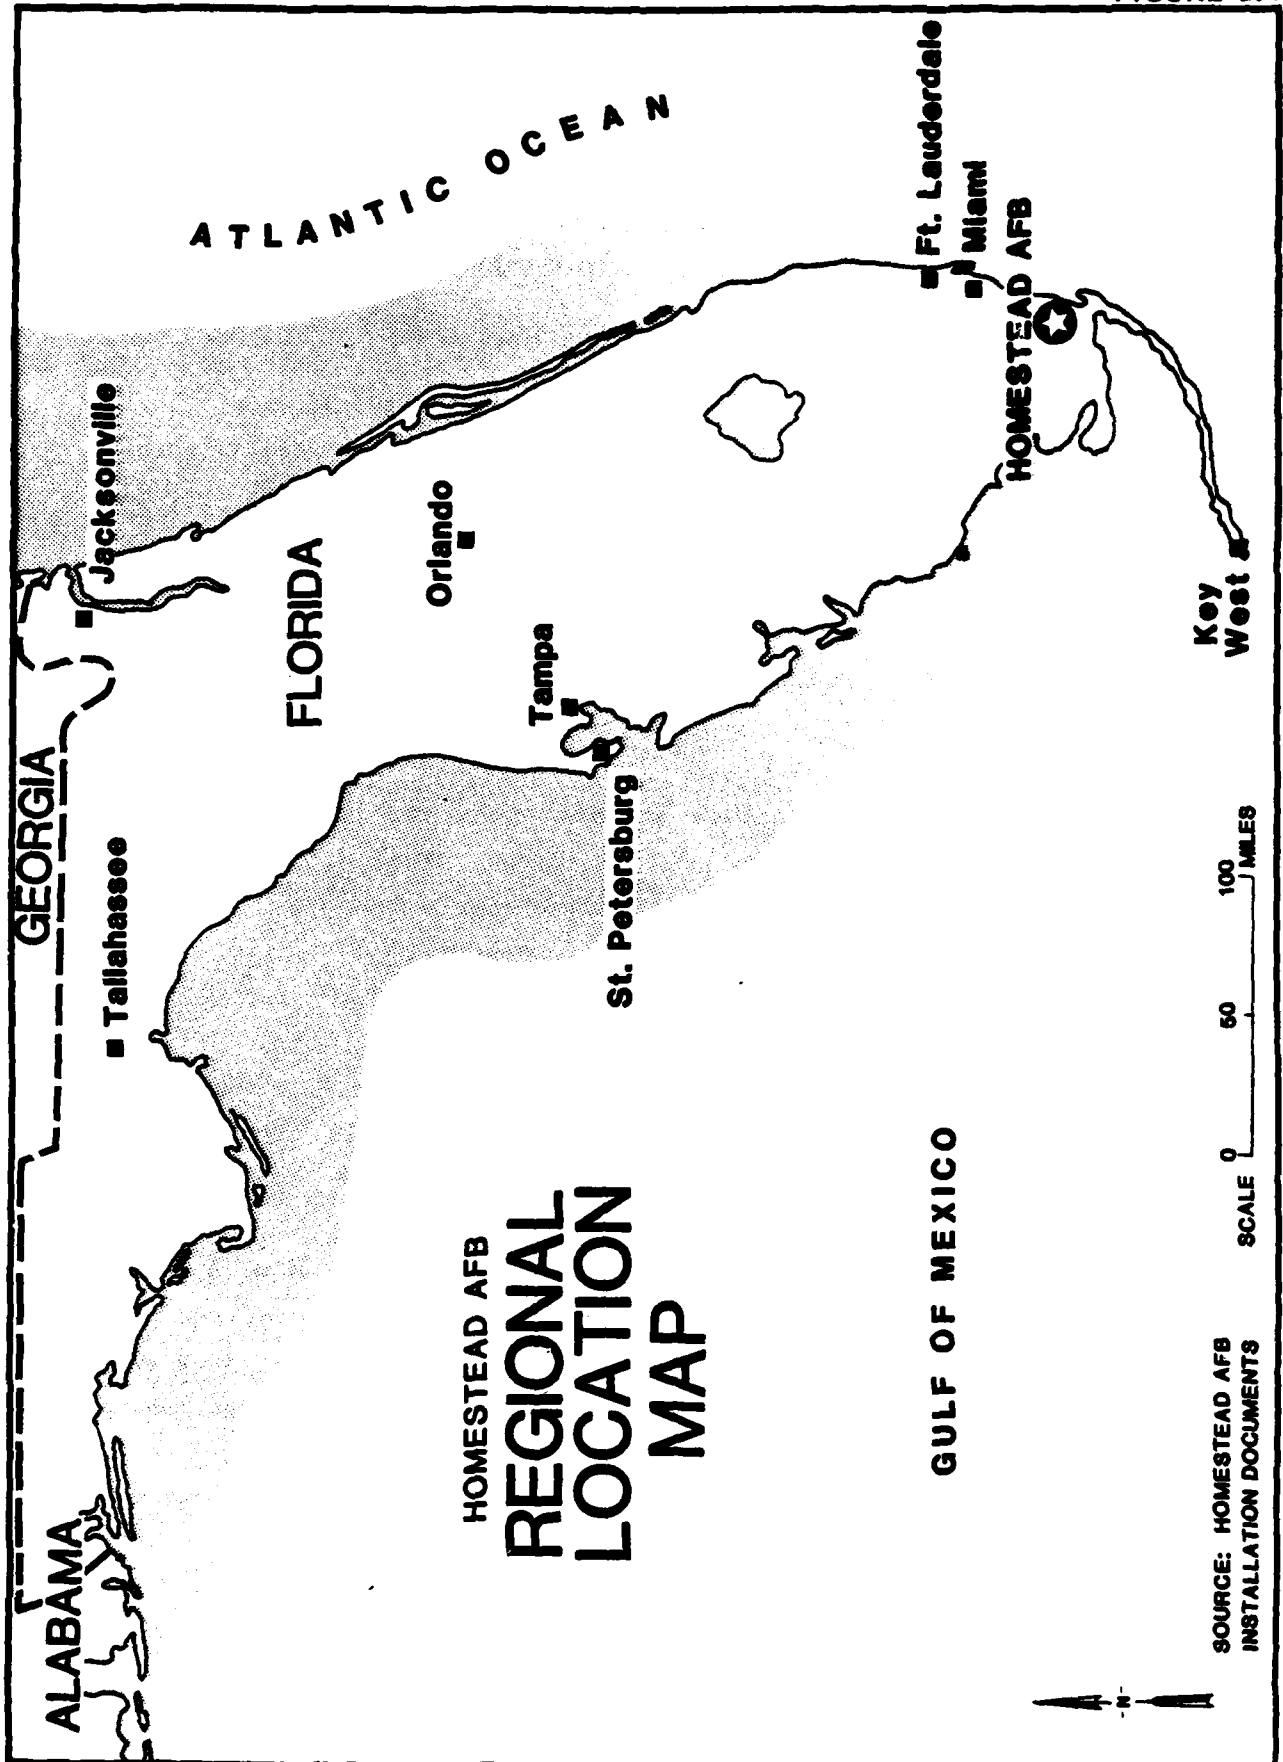 FIGURE
ALABAMA
GEORGIA
Tallahassee
Jacksonville
ATLANTIC OCEAN
FLORIDA
Orlando
Tampa
St. Petersburg
HOMESTEAD AFB
REGIONAL
LOCATION
MAP
GULF OF MEXICO
Ft. Lauderdale
Miami
HOMESTEAD AFB
Key
West
N
SOURCE: HOMESTEAD AFB
INSTALLATION DOCUMENTS
SCALE 0 50 100 MILES